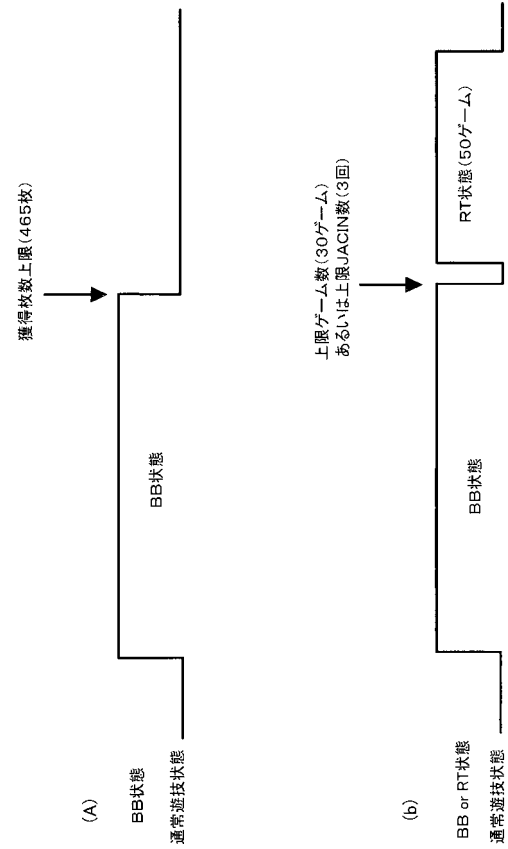 (A)
獲得枚数上限(465枚)
BB状態
通常遊技状態
BB状態
(b)
上限ゲーム数(30ゲーム)
あるいは上限JACIN数(3回)
BB or RT状態
通常遊技状態
BB状態
RT状態(50ゲーム)